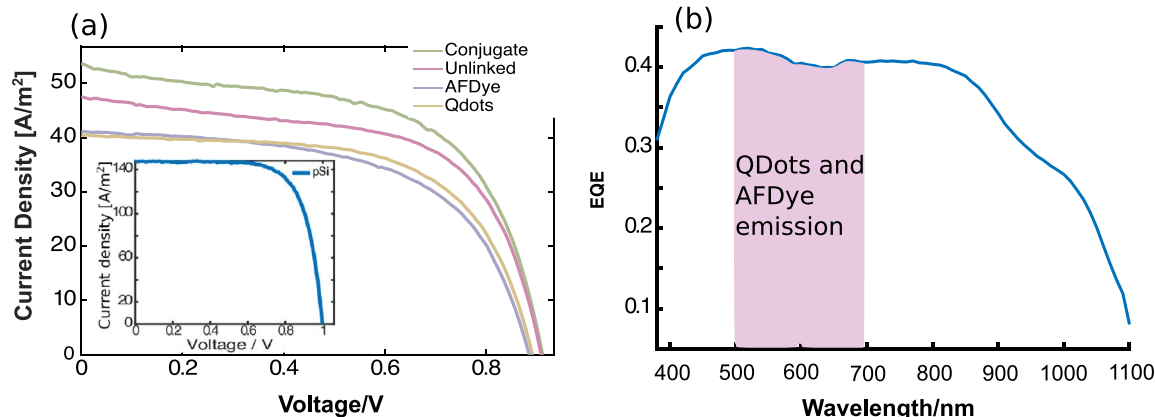 (a)
Conjugate
Unlinked
AFDye
Qdots
Current Density [A/m²]
50
40
30
20
10
0
0
0.2
0.4
0.6
0.8
Voltage/V
pSi
Current density [A/m²]
140
100
60
20
0
0
0.2
0.4
0.6
0.8
1
Voltage / V
(b)
EQE
0.4
0.3
0.2
0.1
QDots and
AFDye
emission
400
500
600
700
800
900
1000
1100
Wavelength/nm